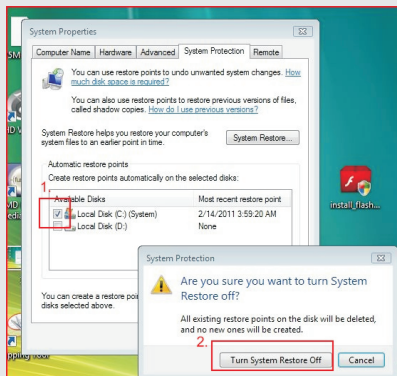 System Properties
Computer Name Hardware Advanced System Protection Remote
You can use restore points to undo unwanted system changes. How
much disk space is required?
You can also use restore points to restore previous versions of files,
called shadow copies. How do I use previous versions?
System Restore helps you restore your computer's
system files to an earlier point in time.
System Restore...
Automatic restore points
Create restore points automatically on the selected disks:
1.
Available Disks Most recent restore point
Local Disk (C:) (System) 2/14/2011 3:59:20 AM
Local Disk (D:) None
install_flash...
System Protection
Are you sure you want to turn System
Restore off?
All existing restore points on the disk will be deleted,
and no new ones will be created.
2.
Turn System Restore Off Cancel
You can create a restore poi
disks selected above.